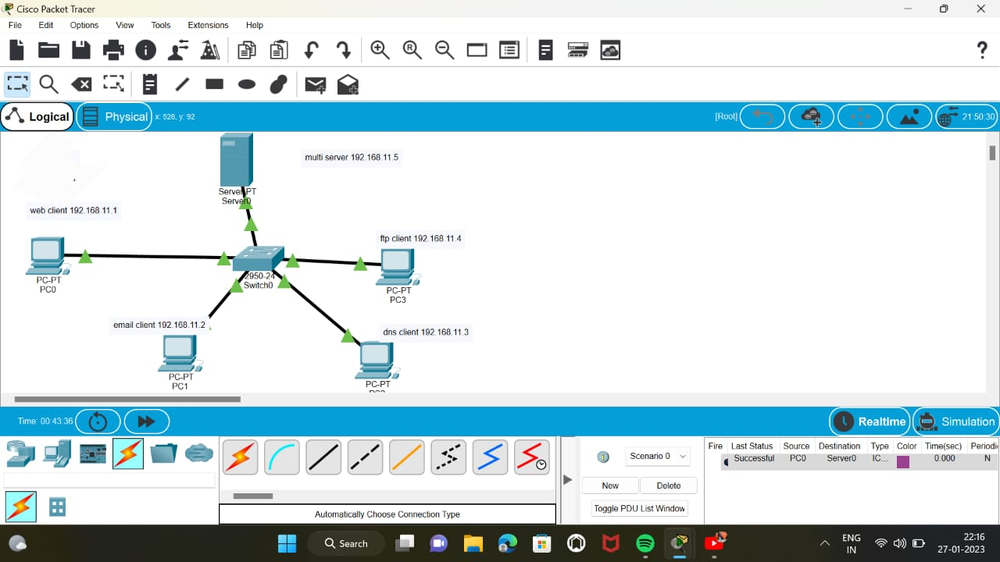 Cisco Packet Tracer
File Edit Options View Tools Extensions Help
Logical
Physical
x: 528, y: 92
[Root]
21:50:30
multi server 192.168.11.5
Server-PT
Server0
web client 192.168.11.1
ftp client 192.168.11.4
PC-PT
PC0
2950-24
Switch0
PC-PT
PC3
email client 192.168.11.2
dns client 192.168.11.3
PC-PT
PC1
PC-PT
Time: 00:43:36
Realtime
Simulation
Scenario 0
New
Delete
Toggle PDU List Window
Fire Last Status Source Destination Type Color Time(sec) Periodi
Successful PC0 Server0 IC... 0.000 N
Automatically Choose Connection Type
Search
ENG
IN
22:16
27-01-2023